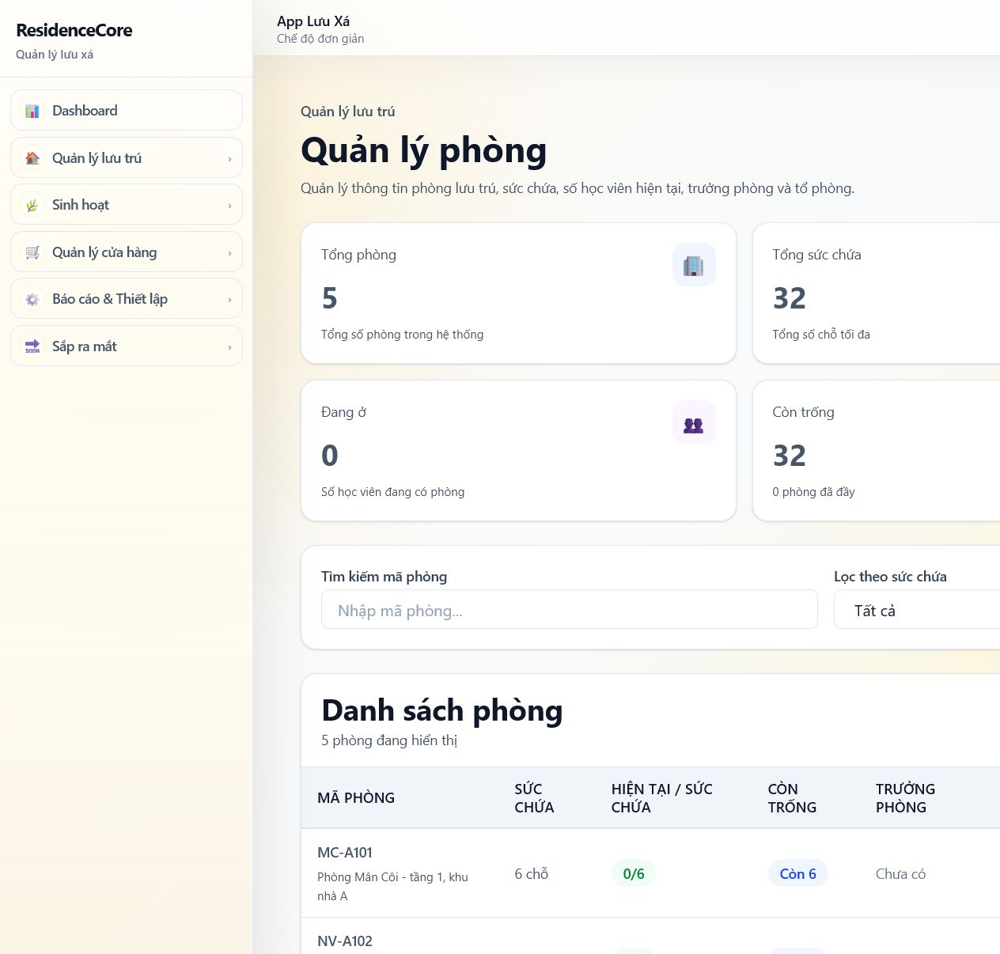 ResidenceCore
Quản lý lưu xá
Dashboard
Quản lý lưu trú
Sinh hoạt
Quản lý cửa hàng
Báo cáo & Thiết lập
SOON
Sắp ra mắt
App Lưu Xá
Chế độ đơn giản
Quản lý lưu trú
Quản lý phòng
Quản lý thông tin phòng lưu trú, sức chứa, số học viên hiện tại, trưởng phòng và tổ phòng.
Tổng phòng
5
Tổng số phòng trong hệ thống
Tổng sức chứa
32
Tổng số chỗ tối đa
Đang ở
0
Số học viên đang có phòng
Còn trống
32
0 phòng đã đầy
Tìm kiếm mã phòng
Nhập mã phòng...
Lọc theo sức chứa
Tất cả
Danh sách phòng
5 phòng đang hiển thị
MÃ PHÒNG
SỨC CHỨA
HIỆN TẠI / SỨC CHỨA
CÒN TRỐNG
TRƯỞNG PHÒNG
MC-A101
Phòng Mân Côi - tầng 1, khu
nhà A
6 chỗ
0/6
Còn 6
Chưa có
NV-A102